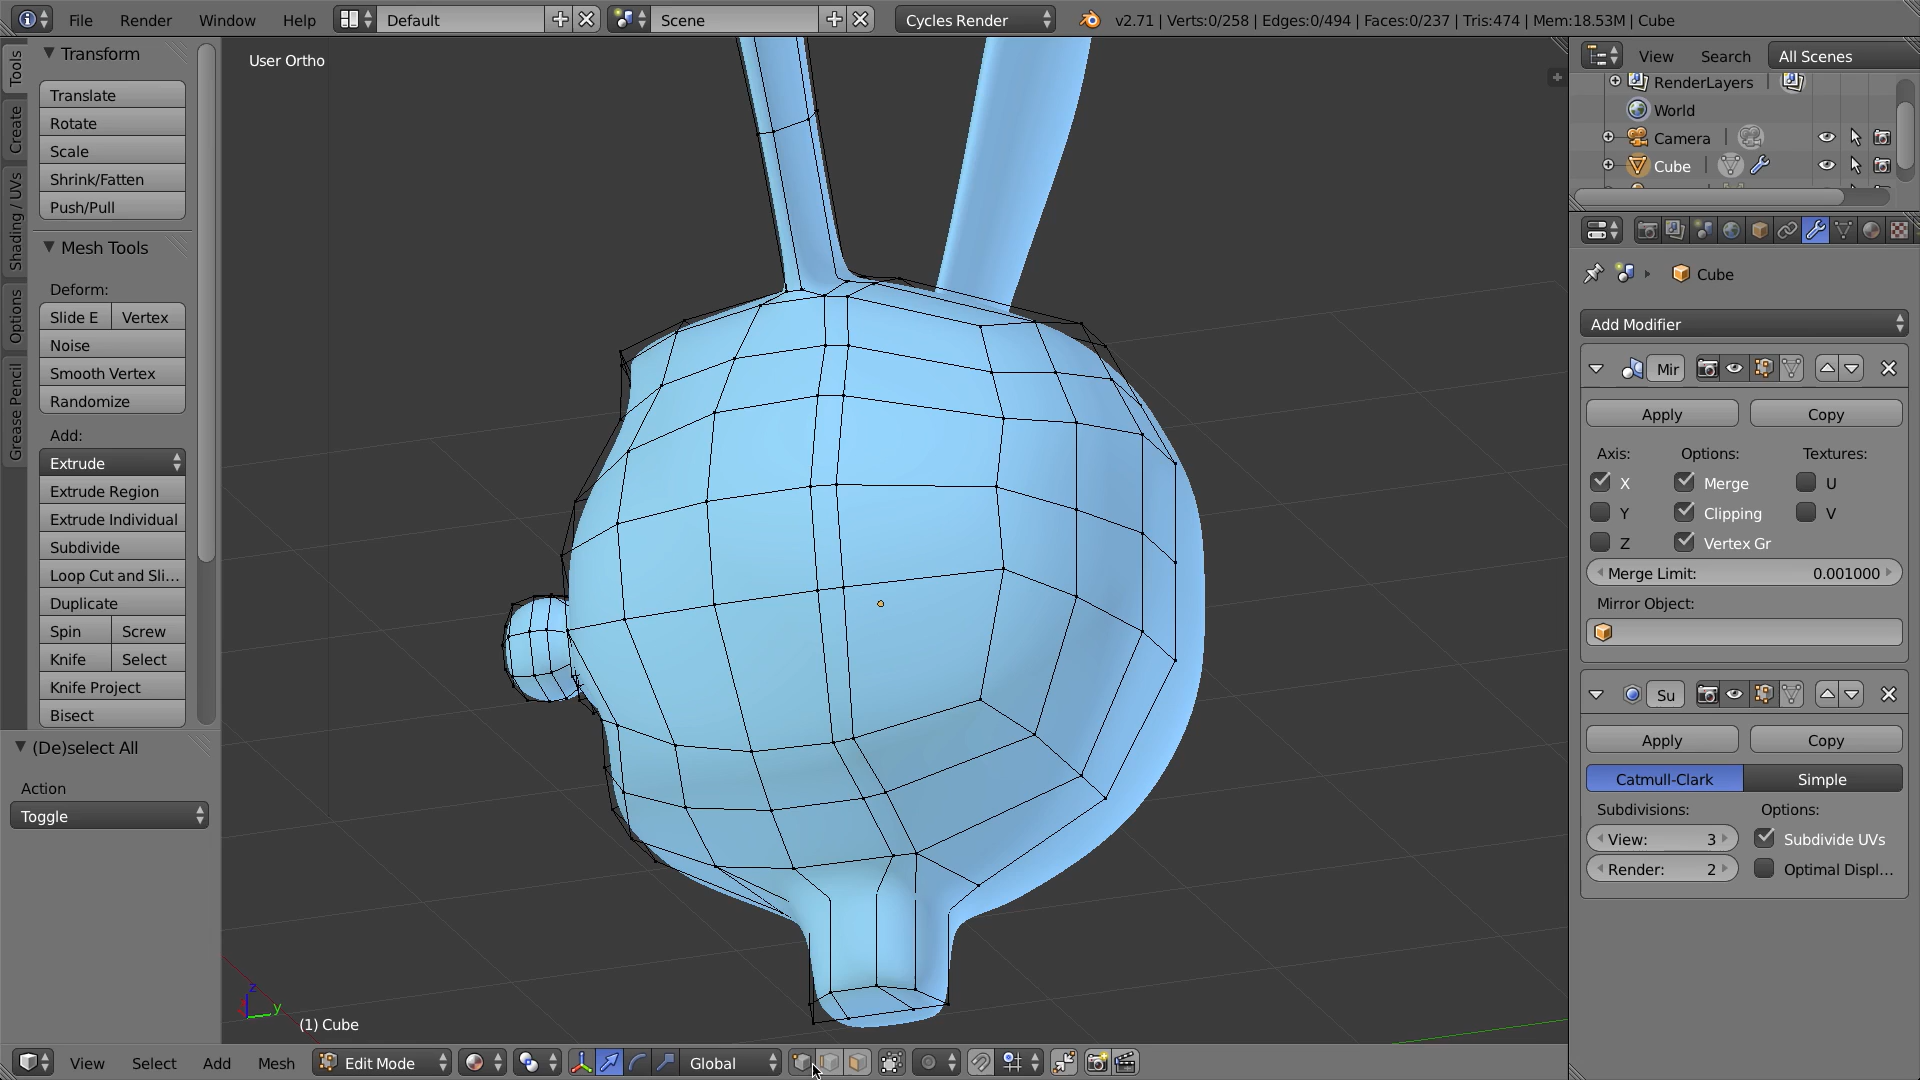 File Render Window Help Default Scene Cycles Render v2.71 | Verts:0/258 | Edges:0/494 | Faces:0/237 | Tris:474 | Mem:18.53M | Cube
Tools
Create
Shading / UVs
Options
Grease Pencil
Transform
Translate
Rotate
Scale
Shrink/Fatten
Push/Pull
Mesh Tools
Deform:
Slide E Vertex
Noise
Smooth Vertex
Randomize
Add:
Extrude
Extrude Region
Extrude Individual
Subdivide
Loop Cut and Sli...
Duplicate
Spin Screw
Knife Select
Knife Project
Bisect
(De)select All
Action
Toggle
User Ortho
z
y
(1) Cube
View Select Add Mesh Edit Mode Global
View Search All Scenes
RenderLayers
World
Camera
Cube
Cube
Add Modifier
Mir
Apply Copy
Axis: Options: Textures:
X Merge U
Y Clipping V
Z Vertex Gr
Merge Limit: 0.001000
Mirror Object:
Su
Apply Copy
Catmull-Clark Simple
Subdivisions: Options:
View: 3 Subdivide UVs
Render: 2 Optimal Displ...